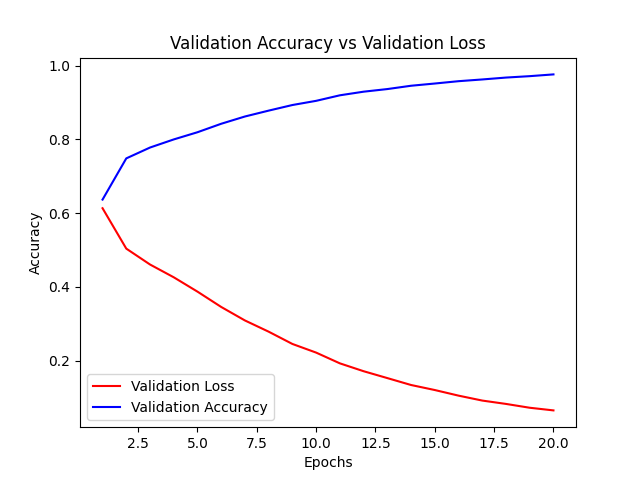 Validation Accuracy vs Validation Loss
1.0
0.8
0.6
0.4
0.2
Accuracy
Validation Loss
Validation Accuracy
2.5 5.0 7.5 10.0 12.5 15.0 17.5 20.0
Epochs